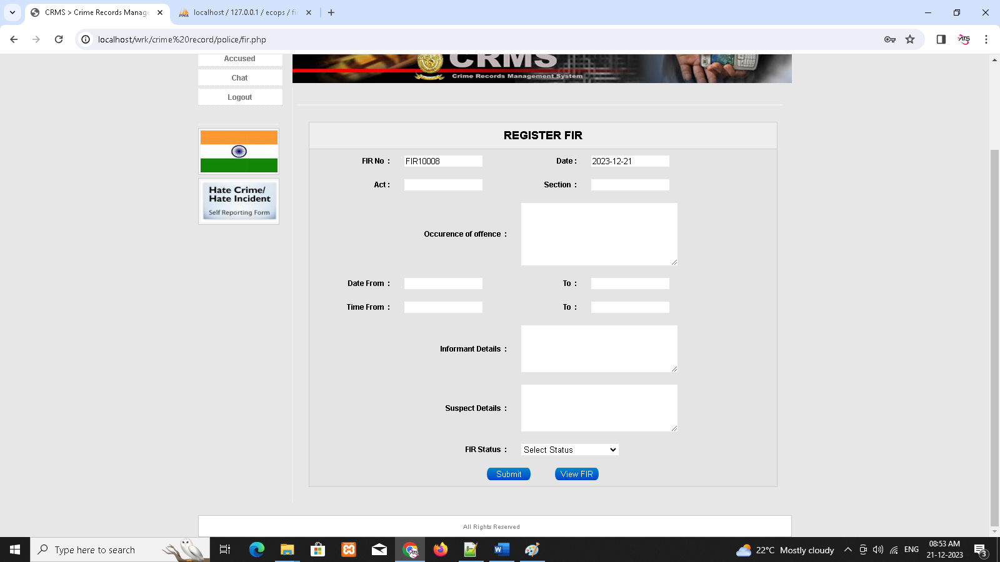 CRMS > Crime Records Manage
localhost / 127.0.0.1 / ecops / fi
localhost/wrk/crime%20record/police/fir.php
Accused
Chat
Logout
CRMS
Crime Records Management System
Hate Crime/
Hate Incident
Self Reporting Form
REGISTER FIR
FIR No : FIR10008 Date : 2023-12-21
Act : Section :
Occurence of offence :
Date From : To :
Time From : To :
Informant Details :
Suspect Details :
FIR Status : Select Status
Submit View FIR
All Rights Reserved
Type here to search
22°C Mostly cloudy
ENG
08:53 AM
21-12-2023
3